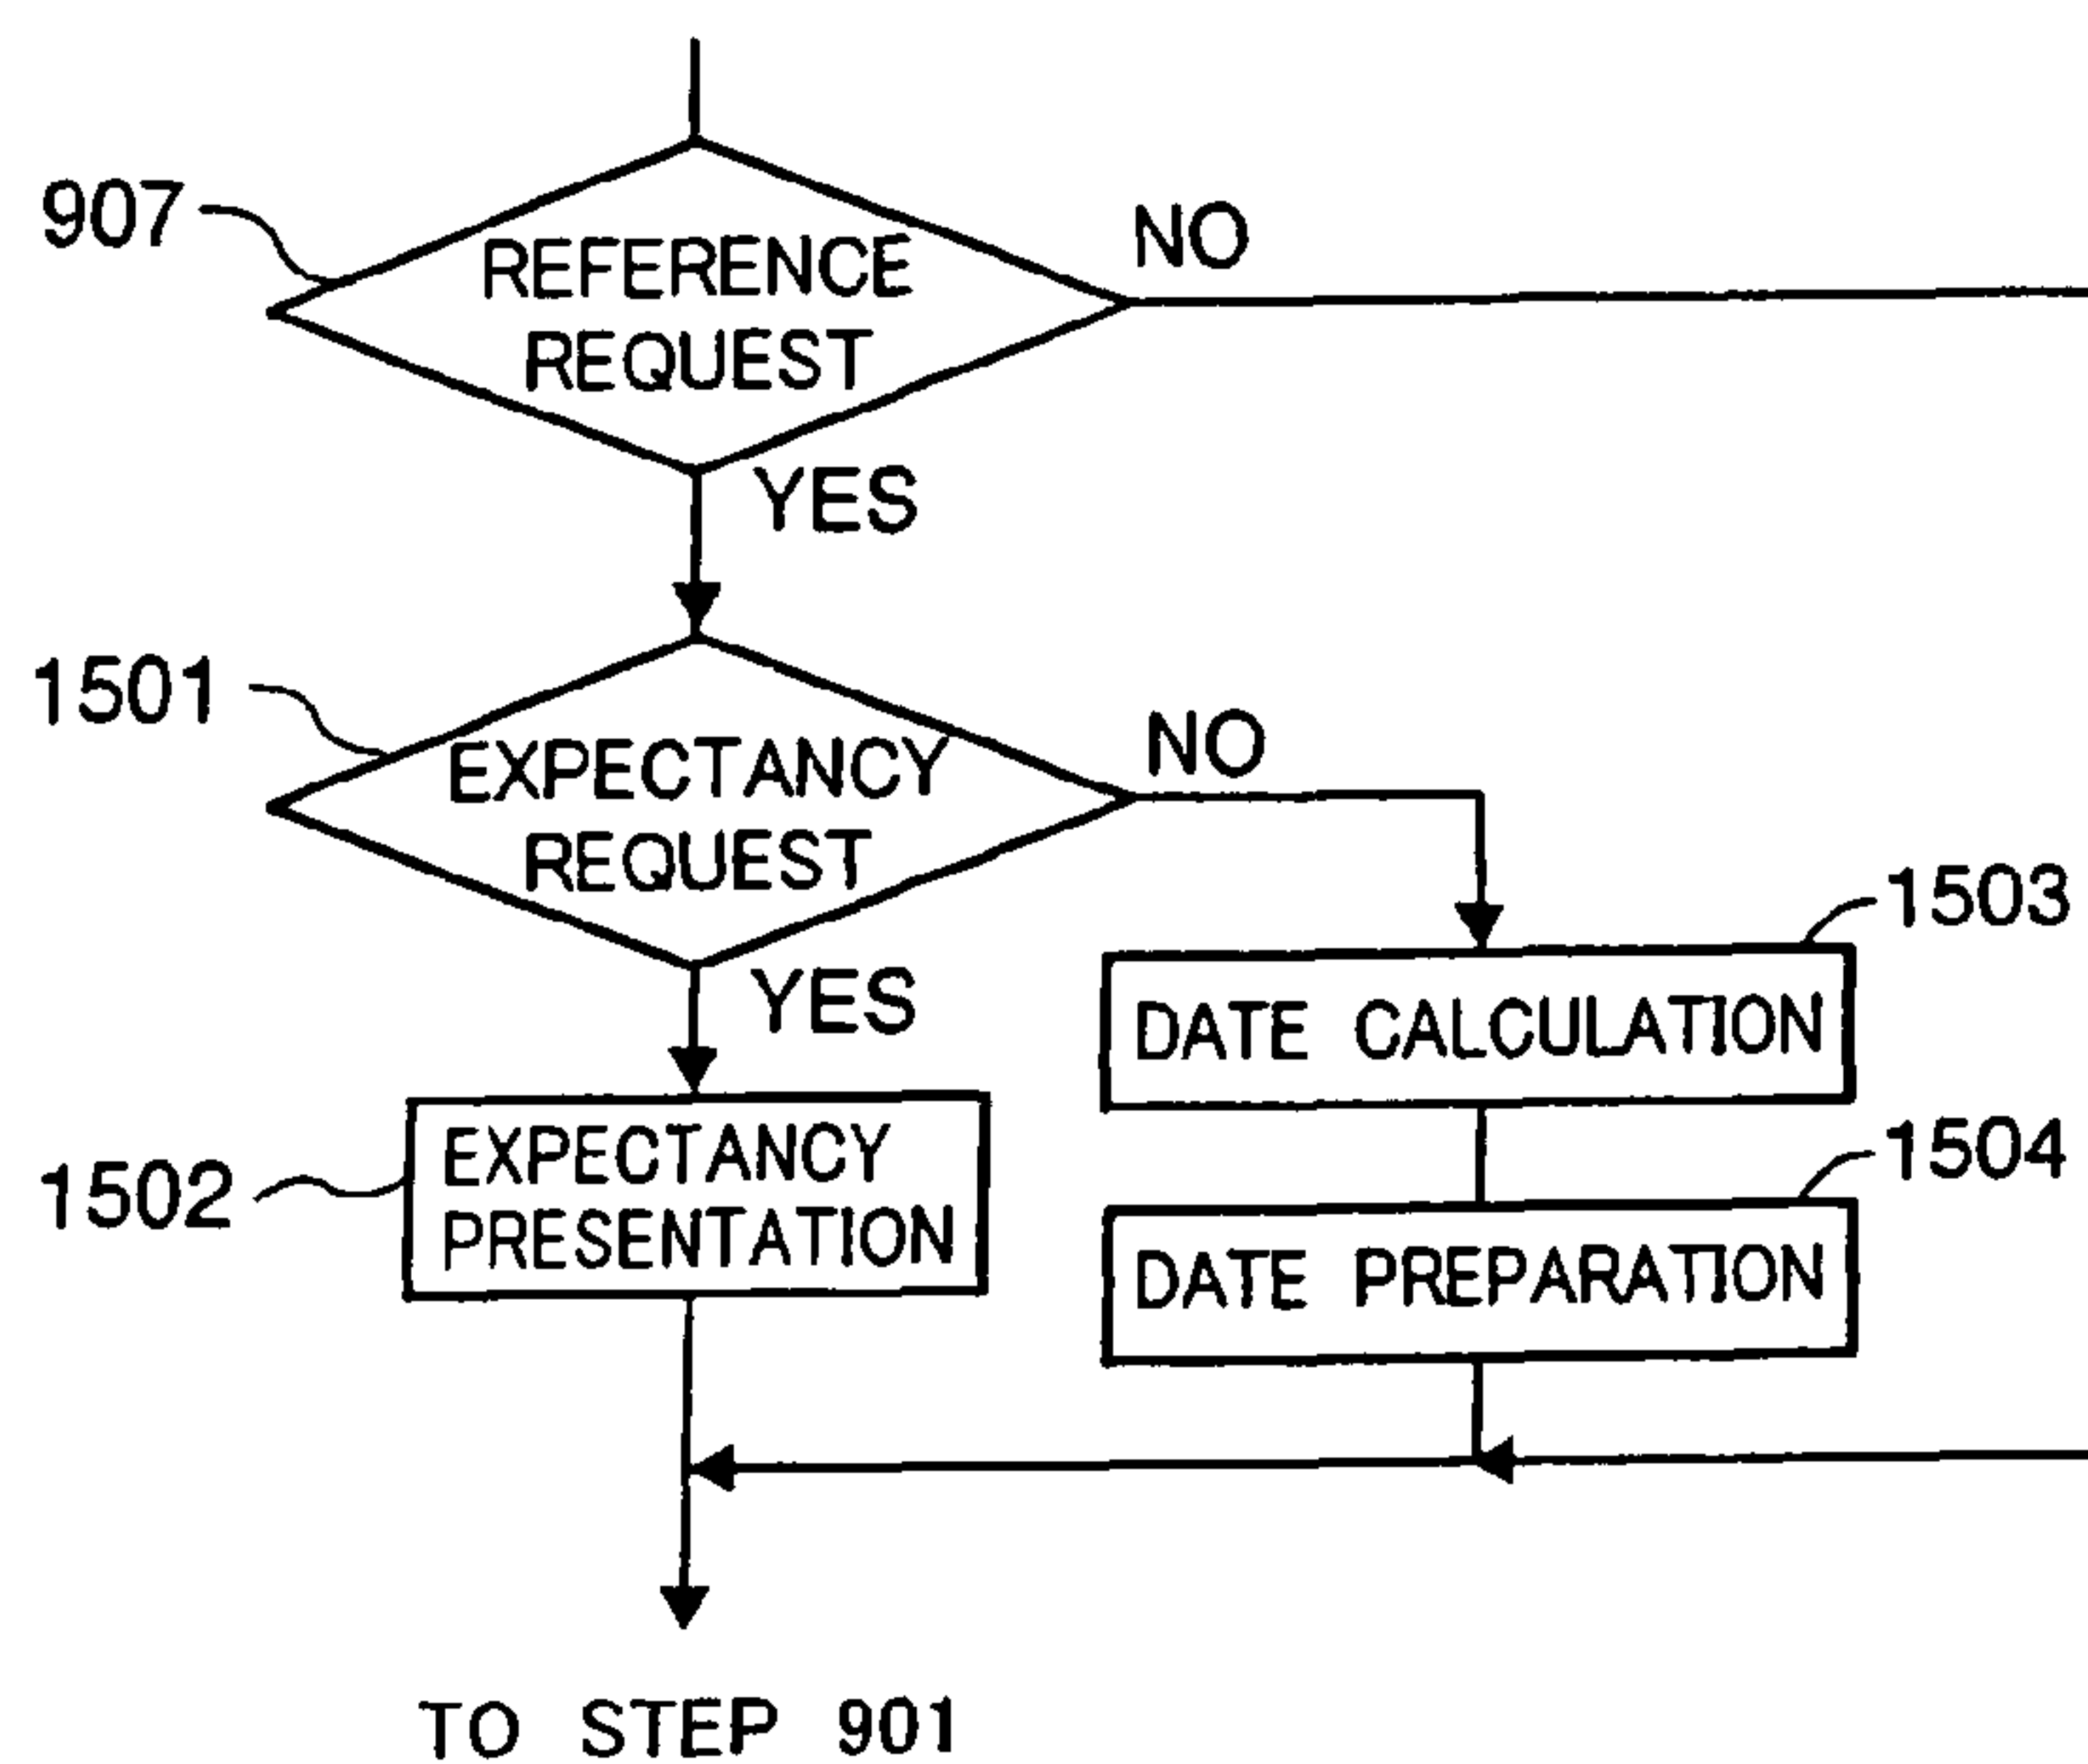 907
REFERENCE
REQUEST
NO
YES
1501
EXPECTANCY
REQUEST
NO
YES
1503
DATE CALCULATION
1502
EXPECTANCY
PRESENTATION
1504
DATE PREPARATION
TO STEP 901